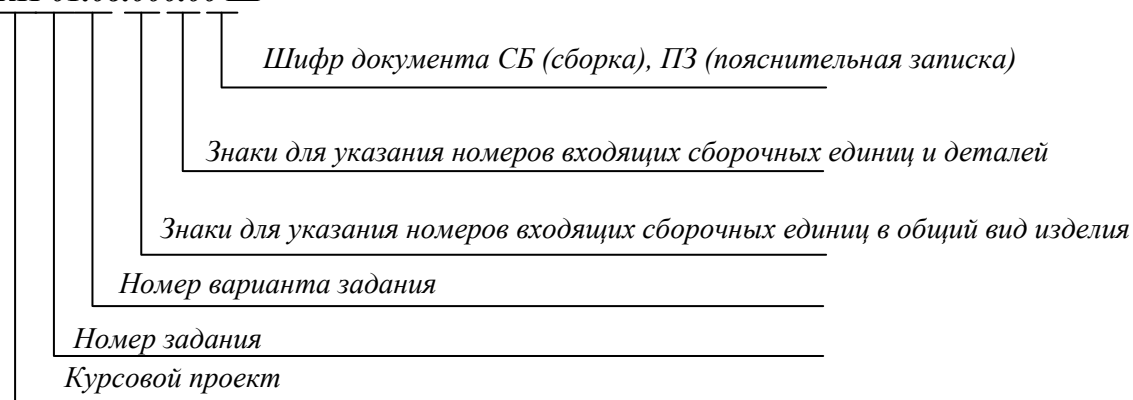 Шифр документа СБ (сборка), ПЗ (пояснительная записка)
Знаки для указания номеров входящих сборочных единиц и деталей
Знаки для указания номеров входящих сборочных единиц в общий вид изделия
Номер варианта задания
Номер задания
Курсовой проект